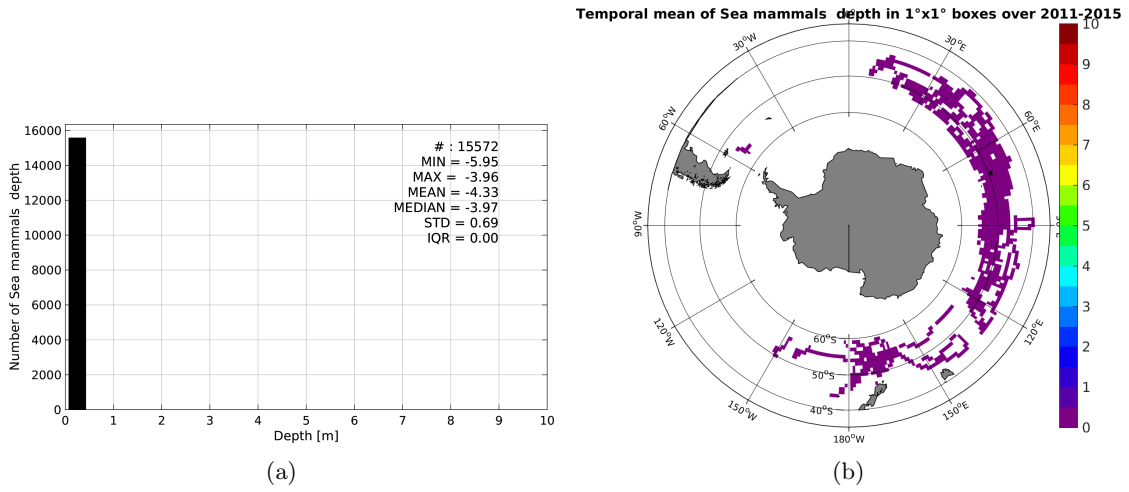 Temporal mean of Sea mammals  depth in 1°x1° boxes over 2011-2015
Number of Sea mammals  depth
16000
14000
12000
10000
8000
6000
4000
2000
0
# : 15572
MIN = -5.95
MAX = -3.96
MEAN = -4.33
MEDIAN = -3.97
STD = 0.69
IQR = 0.00
0 1 2 3 4 5 6 7 8 9 10
Depth [m]
(a)
30°W
30°E
60°W
60°E
90°W
120°W
120°E
150°W
150°E
180°W
60°S
50°S
40°S
10
9
8
7
6
5
4
3
2
1
0
(b)